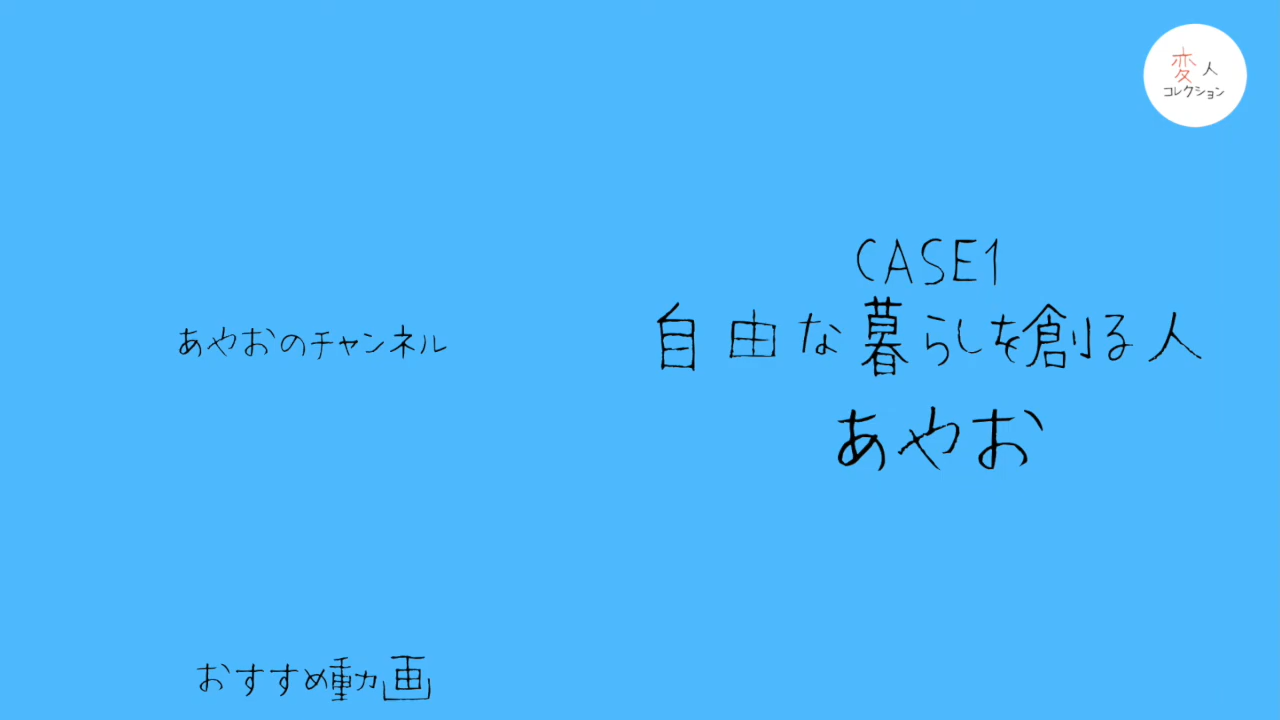 変人
コレクション
CASE1
自由な暮らしを創る人
あやお
あやおのチャンネル
おすすめ動画